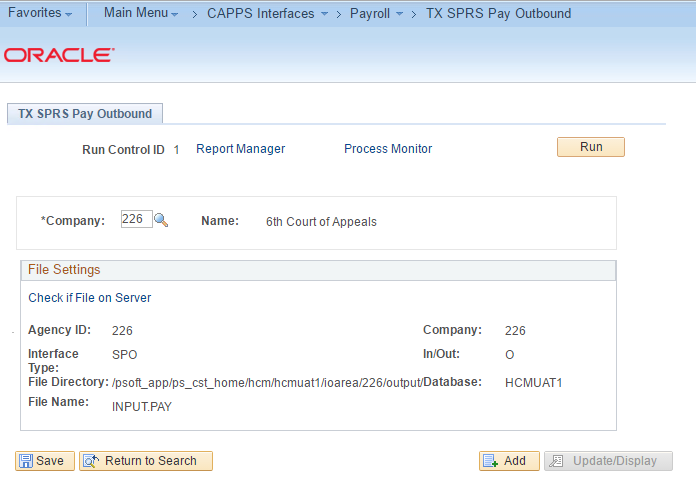 Favorites Main Menu > CAPPS Interfaces > Payroll > TX SPRS Pay Outbound
ORACLE
TX SPRS Pay Outbound
Run Control ID 1 Report Manager Process Monitor Run
*Company: 226 Name: 6th Court of Appeals
File Settings
Check if File on Server
Agency ID: 226 Company: 226
Interface Type: SPO In/Out: O
File Directory: /psoft_app/ps_cst_home/hcm/hcmuat1/ioarea/226/output/ Database: HCMUAT1
File Name: INPUT.PAY
Save Return to Search Add Update/Display